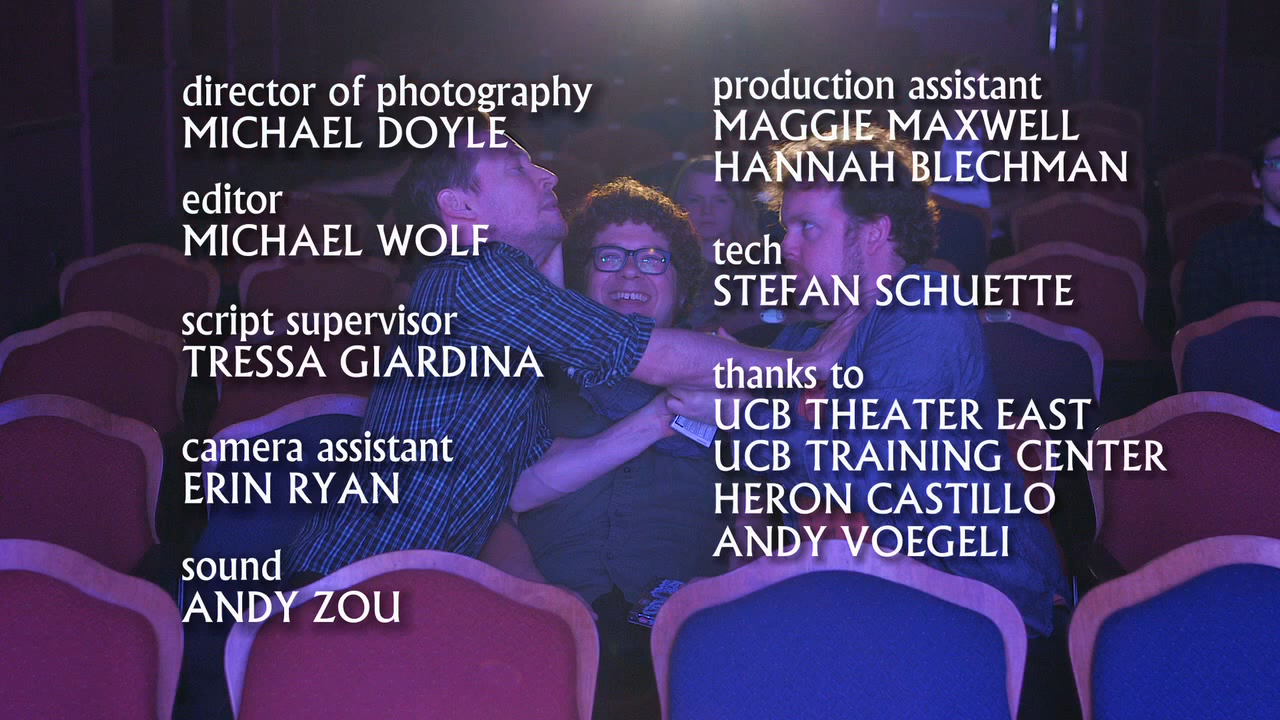 director of photography
MICHAEL DOYLE
editor
MICHAEL WOLF
script supervisor
TRESSA GIARDINA
camera assistant
ERIN RYAN
sound
ANDY ZOU
production assistant
MAGGIE MAXWELL
HANNAH BLECHMAN
tech
STEFAN SCHUETTE
thanks to
UCB THEATER EAST
UCB TRAINING CENTER
HERON CASTILLO
ANDY VOEGELI